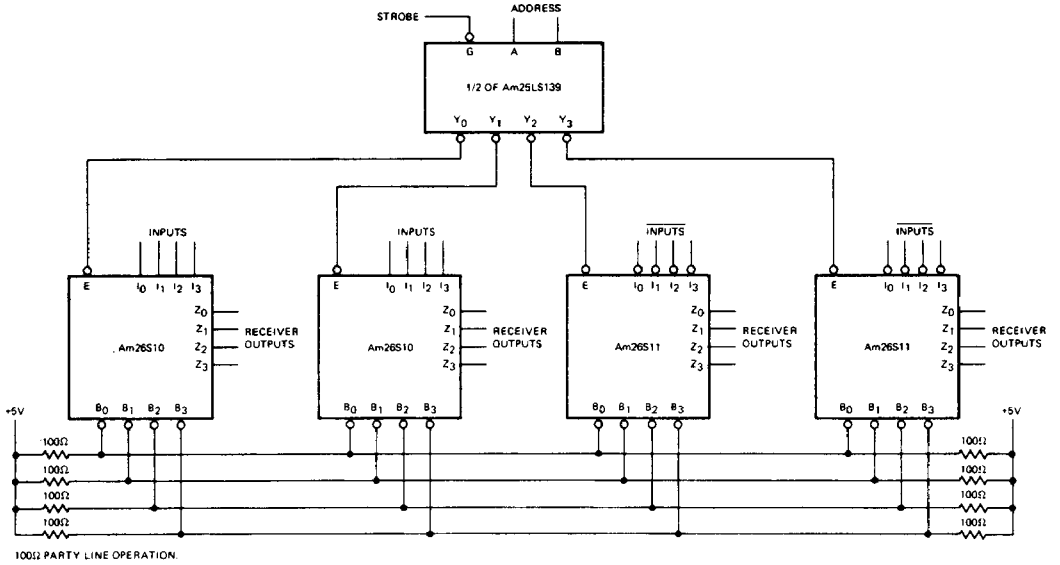 STROBE
ADDRESS
G A B
1/2 OF Am25LS139
Y0 Y1 Y2 Y3
INPUTS INPUTS INPUTS INPUTS
E I0 I1 I2 I3 E I0 I1 I2 I3 E I0 I1 I2 I3 E I0 I1 I2 I3
Z0 Z0 Z0 Z0
Z1 RECEIVER Z1 RECEIVER Z1 RECEIVER Z1 RECEIVER
Am26S10 Z2 OUTPUTS Am26S10 Z2 OUTPUTS Am26S11 Z2 OUTPUTS Am26S11 Z2 OUTPUTS
Z3 Z3 Z3 Z3
+5V B0 B1 B2 B3 B0 B1 B2 B3 B0 B1 B2 B3 B0 B1 B2 B3 +5V
100Ω 100Ω
100Ω 100Ω
100Ω 100Ω
100Ω 100Ω
100Ω PARTY LINE OPERATION.